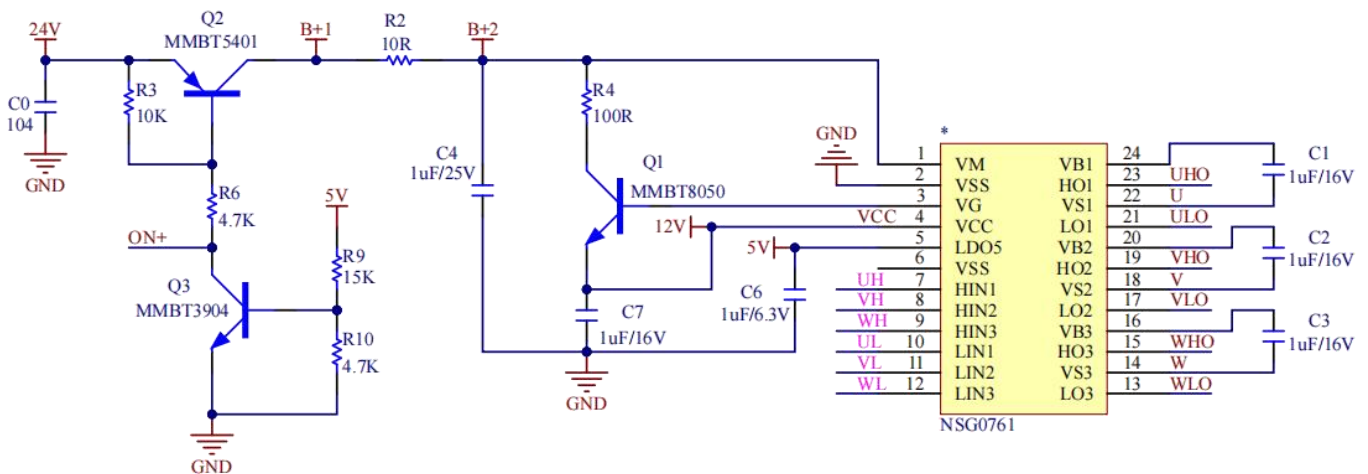 24V
Q2
MMBT5401
B+1
R2
10R
B+2
C0
104
R3
10K
GND
R6
4.7K
5V
ON+
R9
15K
Q3
MMBT3904
R10
4.7K
GND
C4
1uF/25V
R4
100R
Q1
MMBT8050
12V
VCC
5V
C7
1uF/16V
C6
1uF/6.3V
GND
GND
*
1 VM VB1 24
2 VSS HO1 23 UHO
3 VG VS1 22 U
4 VCC LO1 21 ULO
5 LDO5 VB2 20
6 VSS HO2 19 VHO
UH 7 HIN1 VS2 18 V
VH 8 HIN2 LO2 17 VLO
WH 9 HIN3 VB3 16
UL 10 LIN1 HO3 15 WHO
VL 11 LIN2 VS3 14 W
WL 12 LIN3 LO3 13 WLO
NSG0761
C1
1uF/16V
C2
1uF/16V
C3
1uF/16V